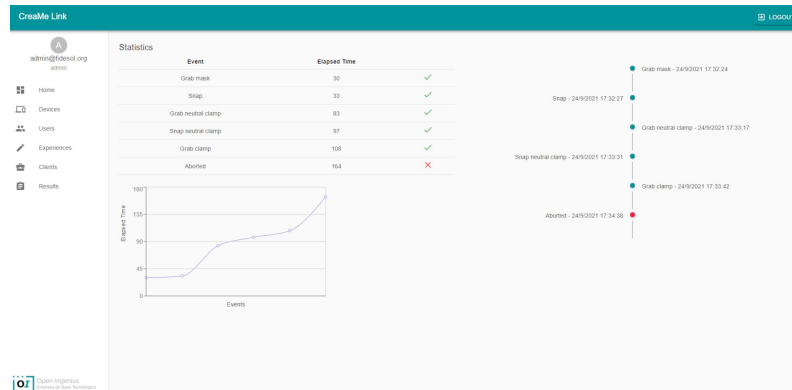 CreaMe Link
LOGOUT
A
admin@fidesol.org
admin
Home
Devices
Users
Experiences
Clients
Results
Statistics
Event Elapsed Time
Grab mask 30
Snap 33
Grab neutral clamp 83
Snap neutral clamp 97
Grab clamp 108
Aborted 164
180
135
90
45
0
Elapsed Time
Events
Grab mask - 24/9/2021 17:32:24
Snap - 24/9/2021 17:32:27
Grab neutral clamp - 24/9/2021 17:33:17
Snap neutral clamp - 24/9/2021 17:33:31
Grab clamp - 24/9/2021 17:33:42
Aborted - 24/9/2021 17:34:38
OI
Open Ingenius
Empresa de Base Tecnológica